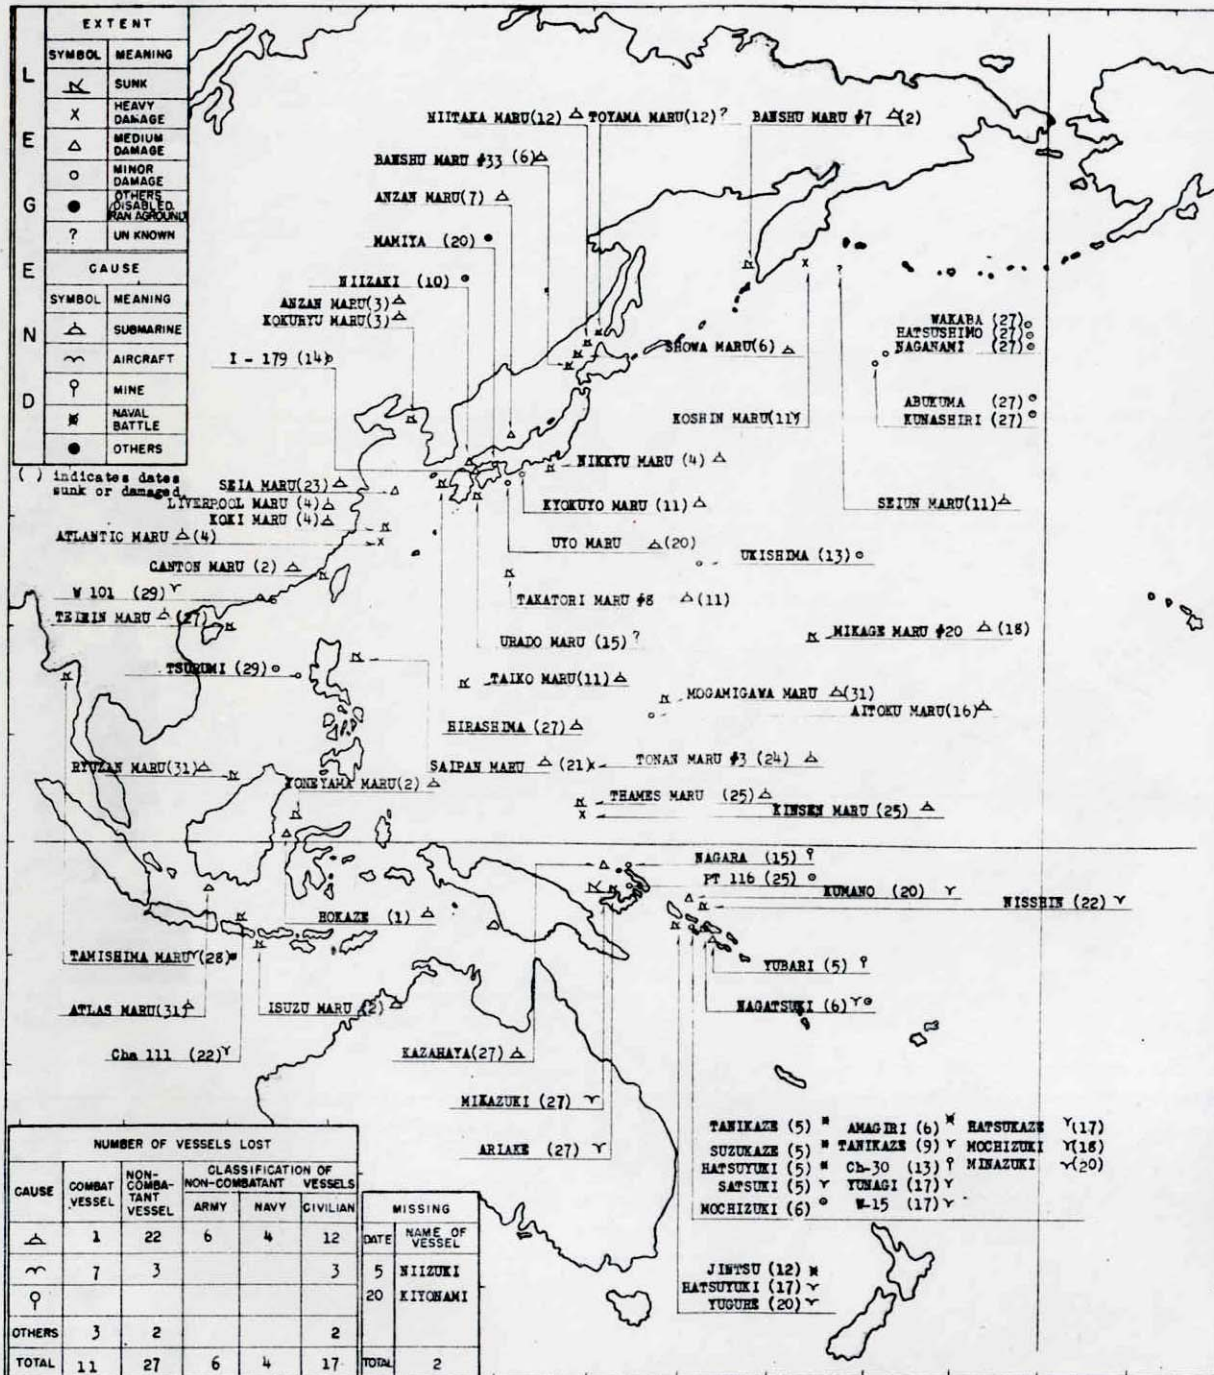 LEGEND
EXTENT
SYMBOL MEANING
SUNK
X HEAVY DAMAGE
△ MEDIUM DAMAGE
○ MINOR DAMAGE
● OTHERS (DISABLED, RAN AGROUND)
? UN KNOWN
CAUSE
SYMBOL MEANING
SUBMARINE
AIRCRAFT
MINE
NAVAL BATTLE
● OTHERS
( ) indicates dates
sunk or damaged
NIITAKA MARU(12) TOYAMA MARU(12)? BANSHU MARU #7 (2)
BANSHU MARU #33 (6)
ANZAN MARU(7)
MAMIYA (20)
NIIZAKI (10)
ANZAN MARU(3)
KOKURYU MARU(3)
I - 179 (14)
SHOWA MARU(6)
WAKABA (27)
HATSUSHIMO (27)
NAGANAMI (27)
ABUKUMA (27)
KUNASHIRI (27)
KOSHIN MARU(11)
X
?
SEIUN MARU(11)
NIKKYU MARU (4)
SEIA MARU(23)
LIVERPOOL MARU (4)
KOKI MARU (4)
ATLANTIC MARU (4)
X
KYOKUYO MARU (11)
UYO MARU (20)
UKISHIMA (13)
CANTON MARU (2)
W 101 (29)
TEIKIN MARU (27)
TAKATORI MARU #8 (11)
URADO MARU (15) ?
MIKAGE MARU #20 (18)
TSURUMI (29)
TAIKO MARU(11)
MOGAMIGAWA MARU (31)
AITOKU MARU(16)
HIRASHIMA (27)
SAIPAN MARU (21)
X
TONAN MARU #3 (24)
RYUZAN MARU(31)
YONEYAMA MARU(2)
THAMES MARU (25)
X
KINSEN MARU (25)
NAGARA (15)
PT 116 (25)
KUMANO (20)
NISSHIN (22)
HOKAZE (1)
TAMISHIMA MARU (28)
YUBARI (5)
ATLAS MARU(31)
ISUZU MARU (2)
NAGATSUKI (6)
Cha 111 (22)
KAZAHAYA(27)
MIKAZUKI (27)
ARIAKE (27)
TANIKAZE (5) AMAGIRI (6) HATSUKAZE (17)
SUZUKAZE (5) TANIKAZE (9) MOCHIZUKI (18)
HATSUYUKI (5) Ch-30 (13) MINAZUKI (20)
SATSUKI (5) YUNAGI (17)
MOCHIZUKI (6) W-15 (17)
JINTSU (12)
HATSUYUKI (17)
YUGURE (20)
NUMBER OF VESSELS LOST
CAUSE COMBAT VESSEL NON-COMBA-TANT VESSEL CLASSIFICATION OF NON-COMBATANT VESSELS
ARMY NAVY CIVILIAN
1 22 6 4 12
7 3 3
OTHERS 3 2 2
TOTAL 11 27 6 4 17
MISSING
DATE NAME OF VESSEL
5 NIIZUKI
20 KIYONAMI
TOTAL 2